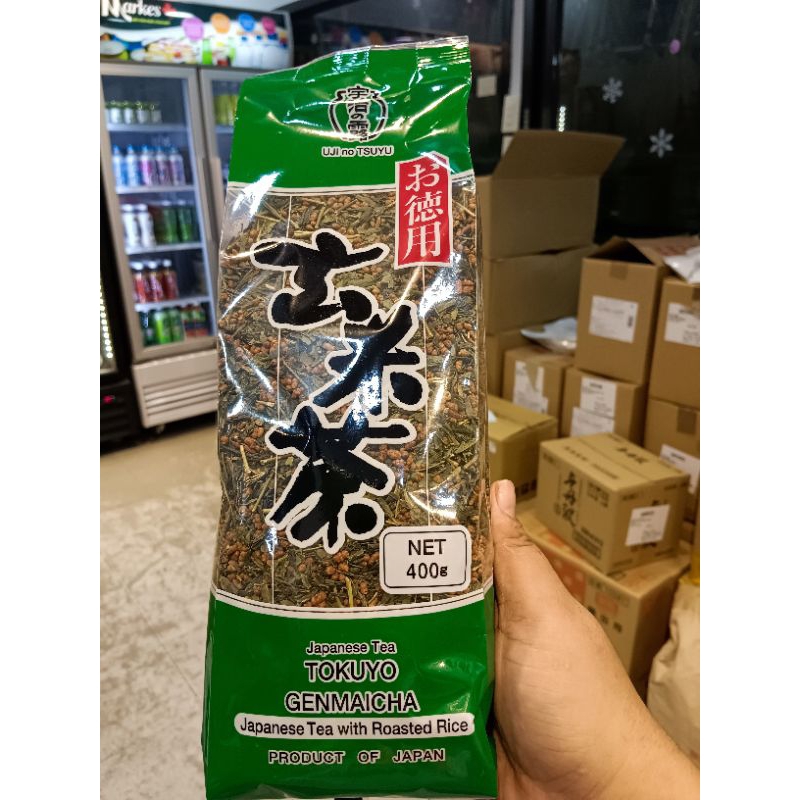 宇治の露
UJI no TSUYU
お徳用
玄米茶
NET
400g
Japanese Tea
TOKUYO
GENMAICHA
Japanese Tea with Roasted Rice
PRODUCT OF JAPAN